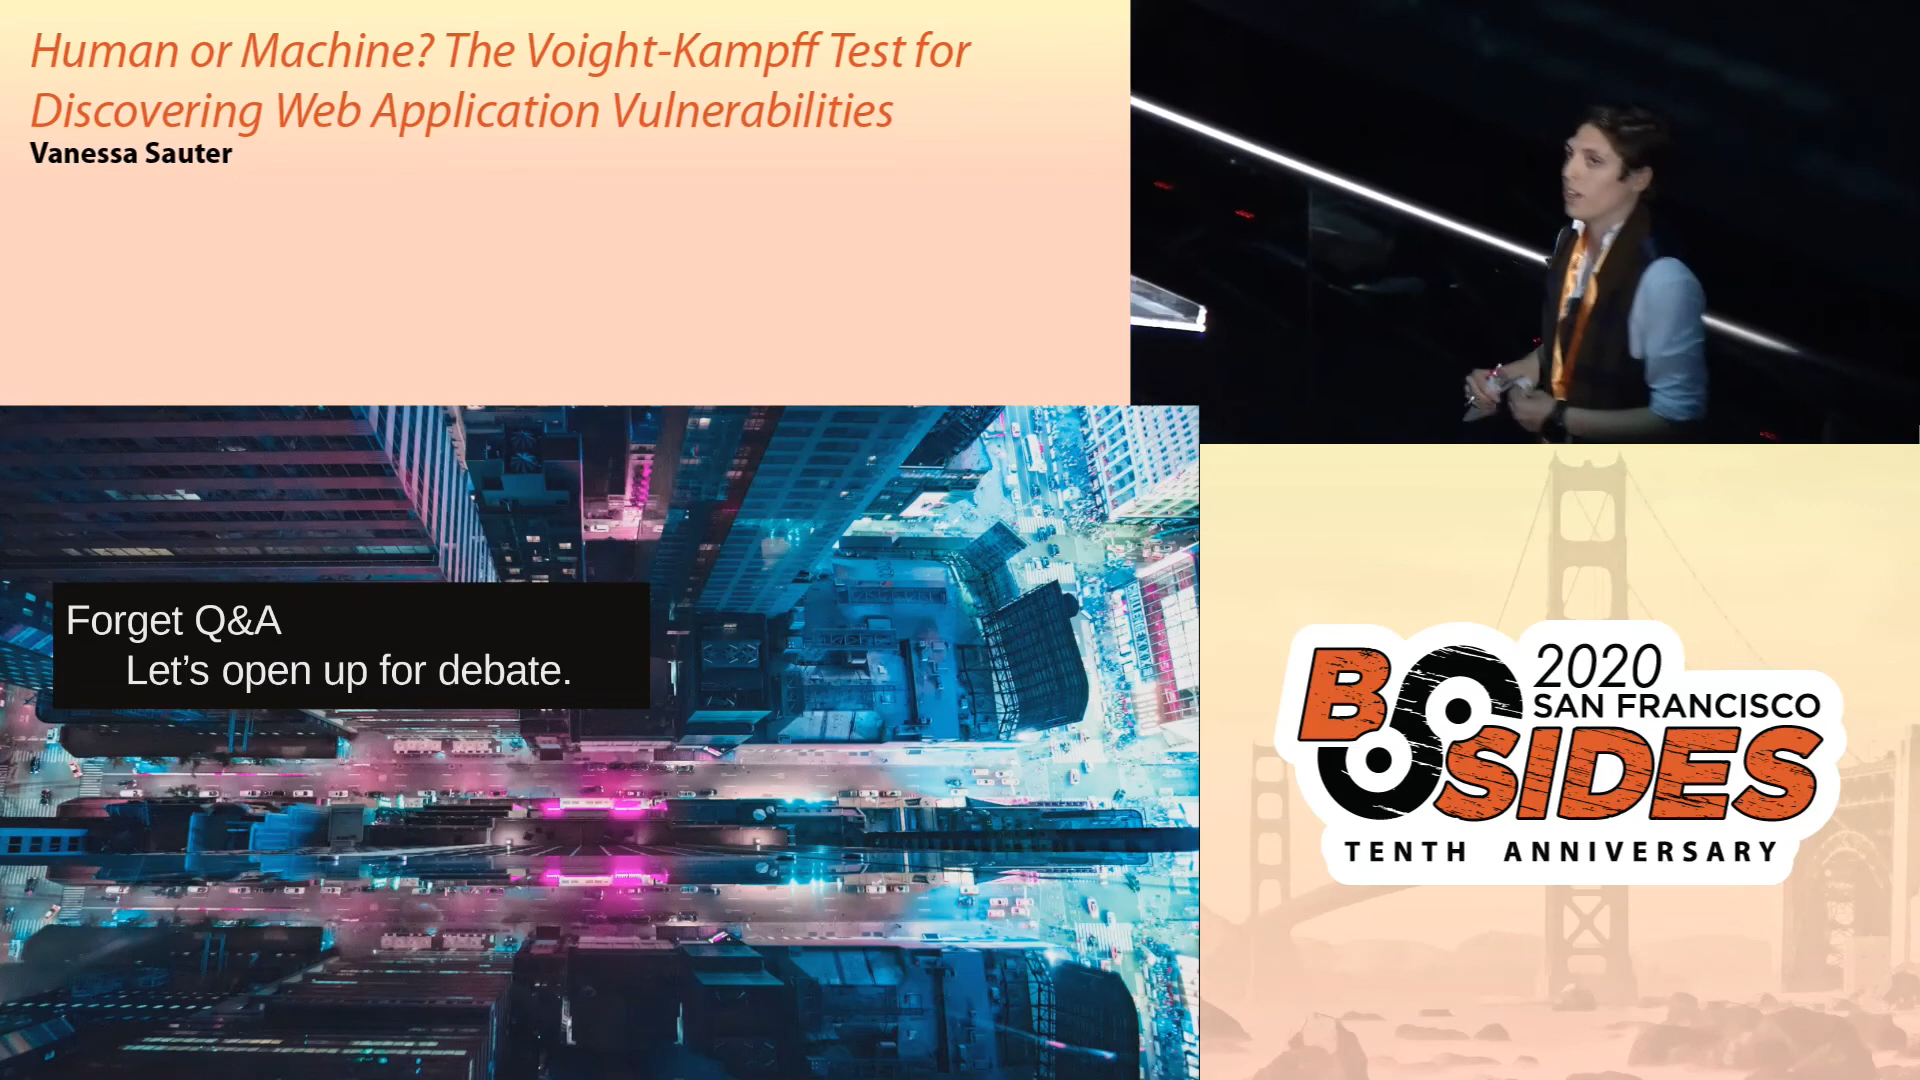 Human or Machine? The Voight-Kampff Test for
Discovering Web Application Vulnerabilities
Vanessa Sauter
Forget Q&A
Let's open up for debate.
2020
SAN FRANCISCO
BSIDES
TENTH ANNIVERSARY